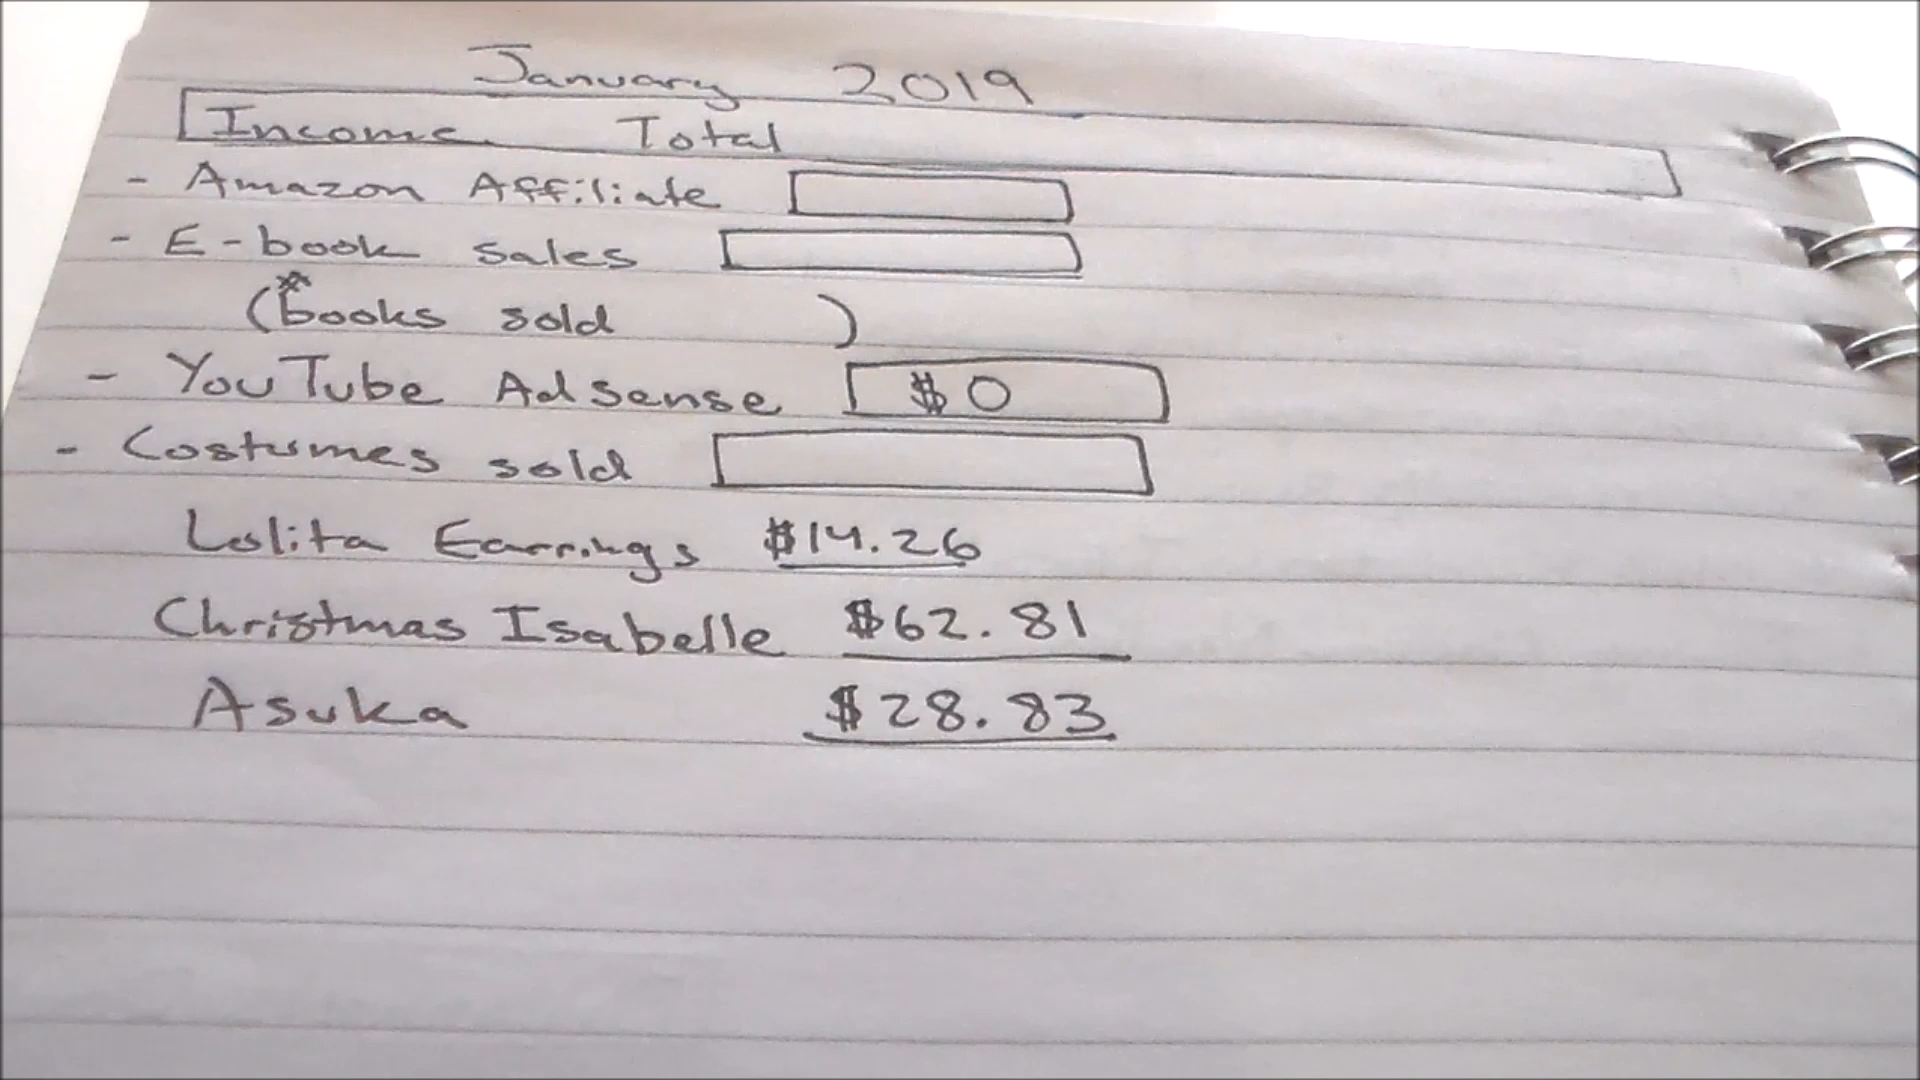 January 2019
Income Total
- Amazon Affiliate
- E-book sales
(*books sold )
- YouTube AdSense $0
- Costumes sold
Lolita Earrings $14.26
Christmas Isabelle $62.81
Asuka $28.83